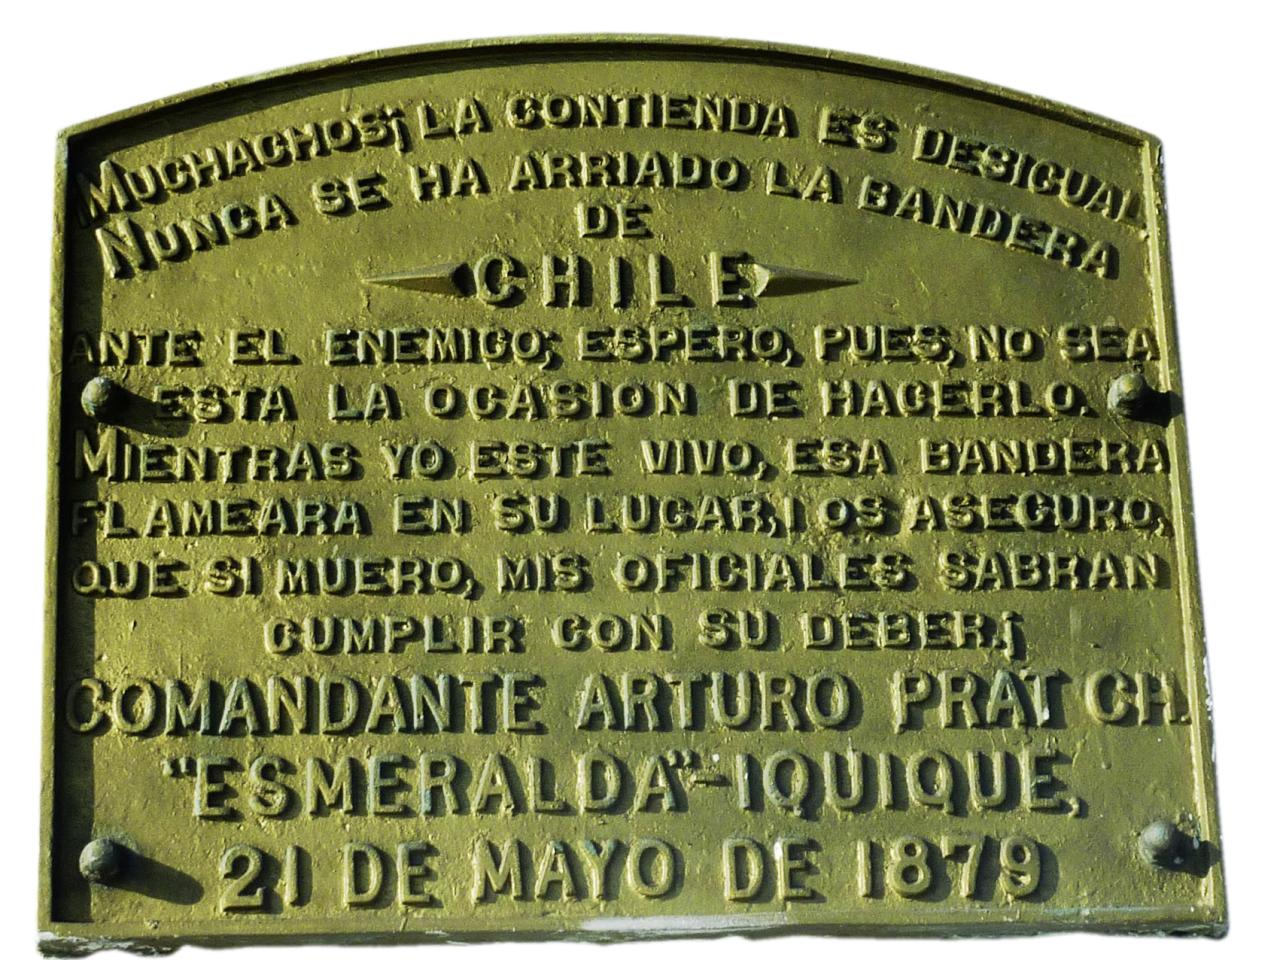 MUCHACHOS¡ LA CONTIENDA ES DESIGUAL
NUNCA SE HA ARRIADO LA BANDERA
DE
CHILE
ANTE EL ENEMIGO; ESPERO, PUES, NO SEA
ESTA LA OCASION DE HACERLO.
MIENTRAS YO ESTE VIVO, ESA BANDERA
FLAMEARA EN SU LUGAR, I OS ASEGURO,
QUE SI MUERO, MIS OFICIALES SABRAN
CUMPLIR CON SU DEBER.¡
COMANDANTE ARTURO PRAT CH.
"ESMERALDA"-IQUIQUE,
21 DE MAYO DE 1879